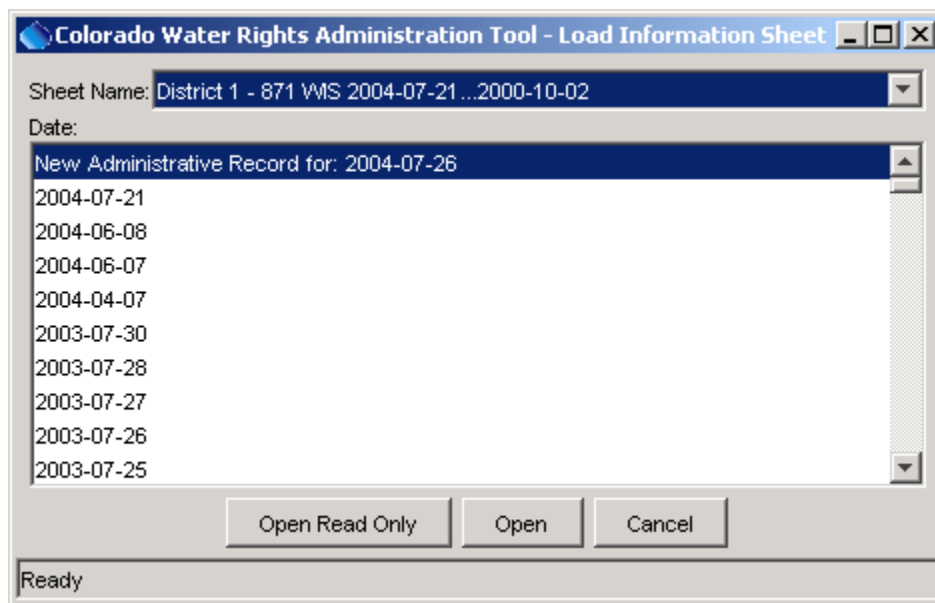 Colorado Water Rights Administration Tool - Load Information Sheet
Sheet Name: District 1 - 871 WIS 2004-07-21...2000-10-02
Date:
New Administrative Record for: 2004-07-26
2004-07-21
2004-06-08
2004-06-07
2004-04-07
2003-07-30
2003-07-28
2003-07-27
2003-07-26
2003-07-25
Open Read Only Open Cancel
Ready